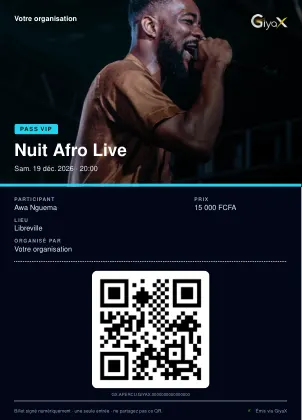 Votre organisation
GiyaX
PASS VIP
Nuit Afro Live
Sam. 19 déc. 2026 · 20:00
PARTICIPANT
Awa Nguema
PRIX
15 000 FCFA
LIEU
Libreville
ORGANISÉ PAR
Votre organisation
Billet signé numériquement · une seule entrée · ne partagez pas ce QR.
Émis via GiyaX